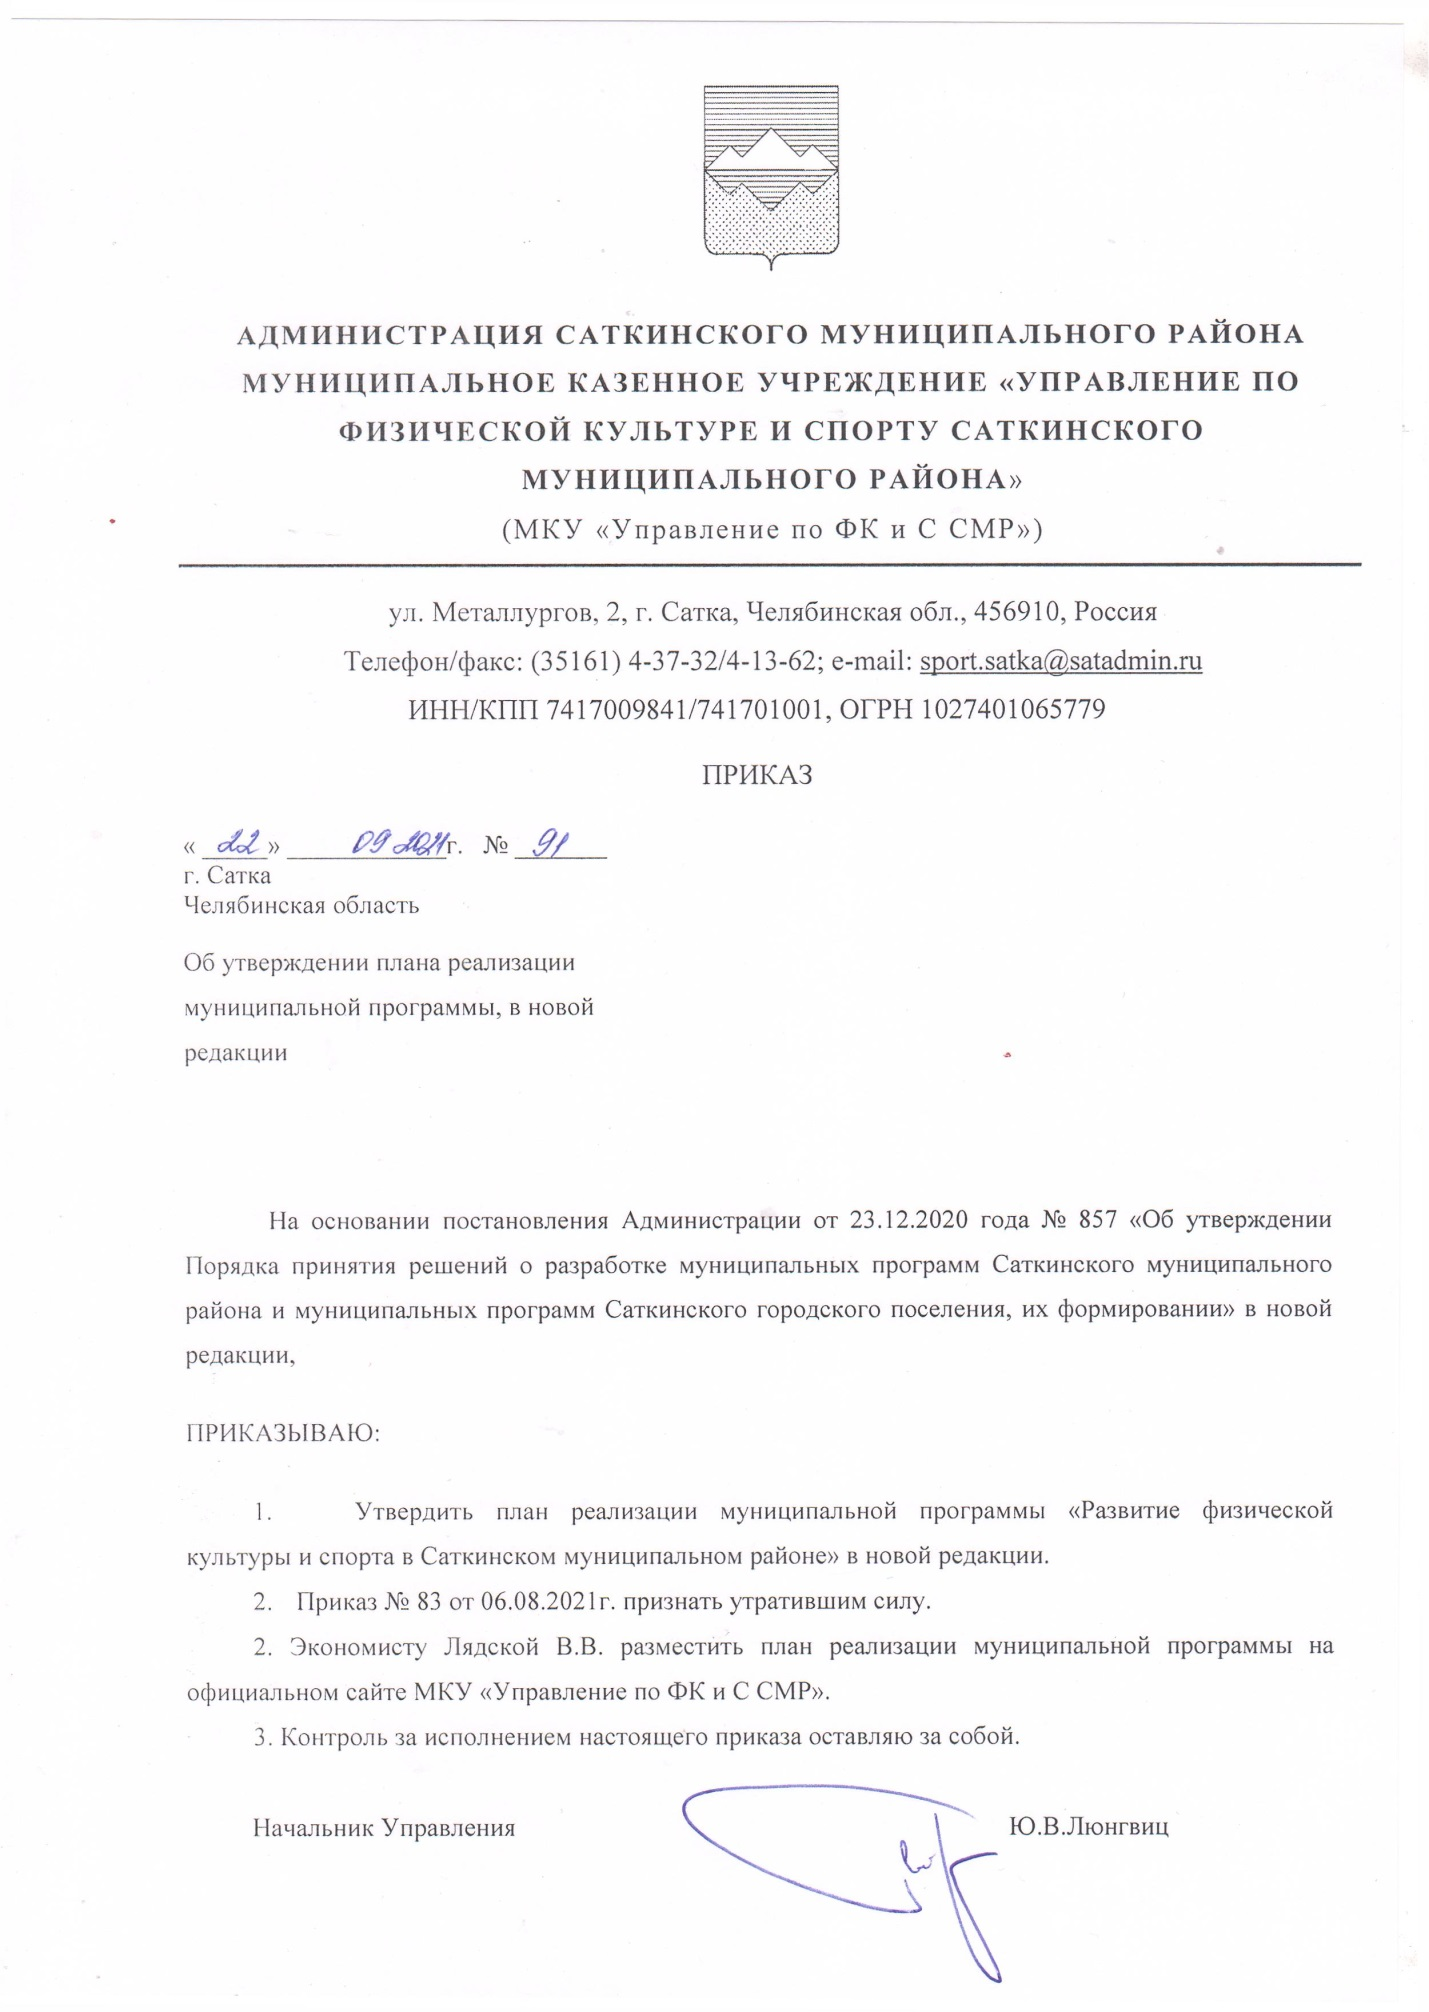 АДМИНИСТРАЦИЯ САТКИНСКОГО МУНИЦИПАЛЬНОГО РАЙОНА
МУНИЦИПАЛЬНОЕ КАЗЕННОЕ УЧРЕЖДЕНИЕ «УПРАВЛЕНИЕ ПО
ФИЗИЧЕСКОЙ КУЛЬТУРЕ И СПОРТУ САТКИНСКОГО
МУНИЦИПАЛЬНОГО РАЙОНА»
(МКУ «Управление по ФК и С СМР»)
ул. Металлургов, 2, г. Сатка, Челябинская обл., 456910, Россия
Телефон/факс: (35161) 4-37-32/4-13-62; e-mail: sport.satka@satadmin.ru
ИНН/КПП 7417009841/741701001, ОГРН 1027401065779
ПРИКАЗ
« 22 » 09 2021г. № 91
г. Сатка
Челябинская область
Об утверждении плана реализации
муниципальной программы, в новой
редакции
На основании постановления Администрации от 23.12.2020 года № 857 «Об утверждении
Порядка принятия решений о разработке муниципальных программ Саткинского муниципального
района и муниципальных программ Саткинского городского поселения, их формировании» в новой
редакции,
ПРИКАЗЫВАЮ:
1. Утвердить план реализации муниципальной программы «Развитие физической
культуры и спорта в Саткинском муниципальном районе» в новой редакции.
2. Приказ № 83 от 06.08.2021г. признать утратившим силу.
2. Экономисту Лядской В.В. разместить план реализации муниципальной программы на
официальном сайте МКУ «Управление по ФК и С СМР».
3. Контроль за исполнением настоящего приказа оставляю за собой.
Начальник Управления Ю.В.Люнгвиц